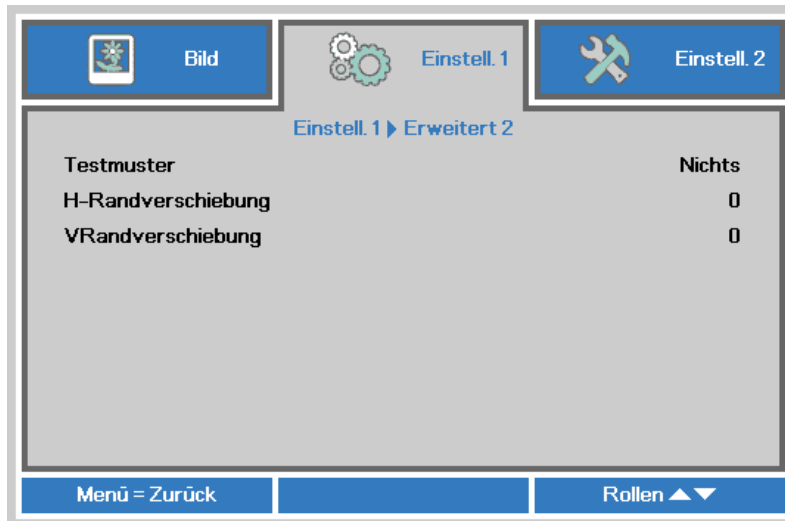 Bild
Einstell. 1
Einstell. 2
Einstell. 1 ▶ Erweitert 2
Testmuster Nichts
H-Randverschiebung 0
VRandverschiebung 0
Menü = Zurück
Rollen ▲▼